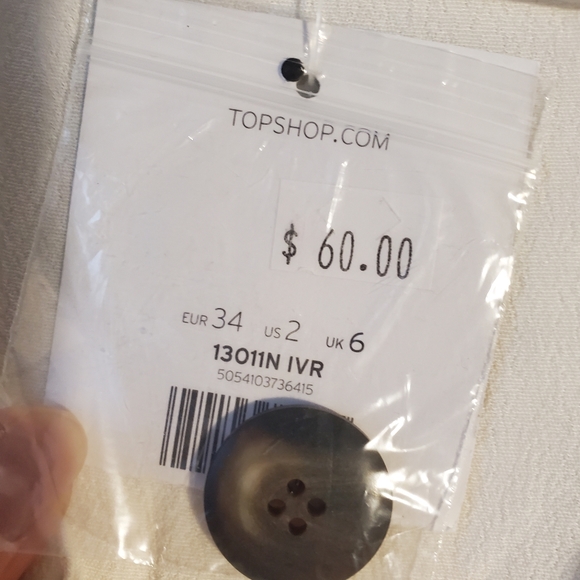 TOPSHOP.COM
$ 60.00
EUR 34 US 2 UK 6
13011N IVR
5054103736415